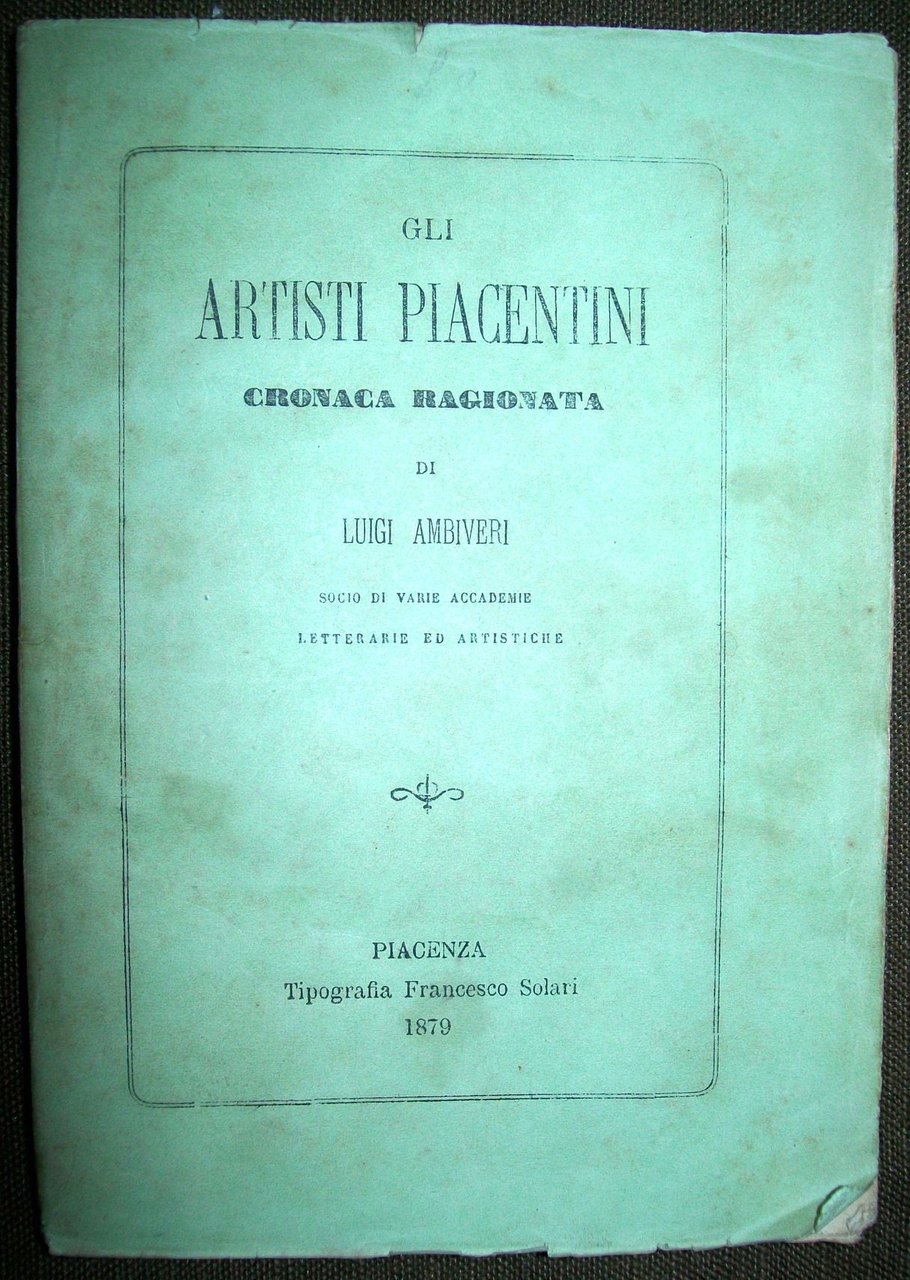 GLI
ARTISTI PIACENTINI
CRONACA RAGIONATA
DI
LUIGI AMBIVERI
SOCIO DI VARIE ACCADEMIE
LETTERARIE ED ARTISTICHE
PIACENZA
Tipografia Francesco Solari
1879